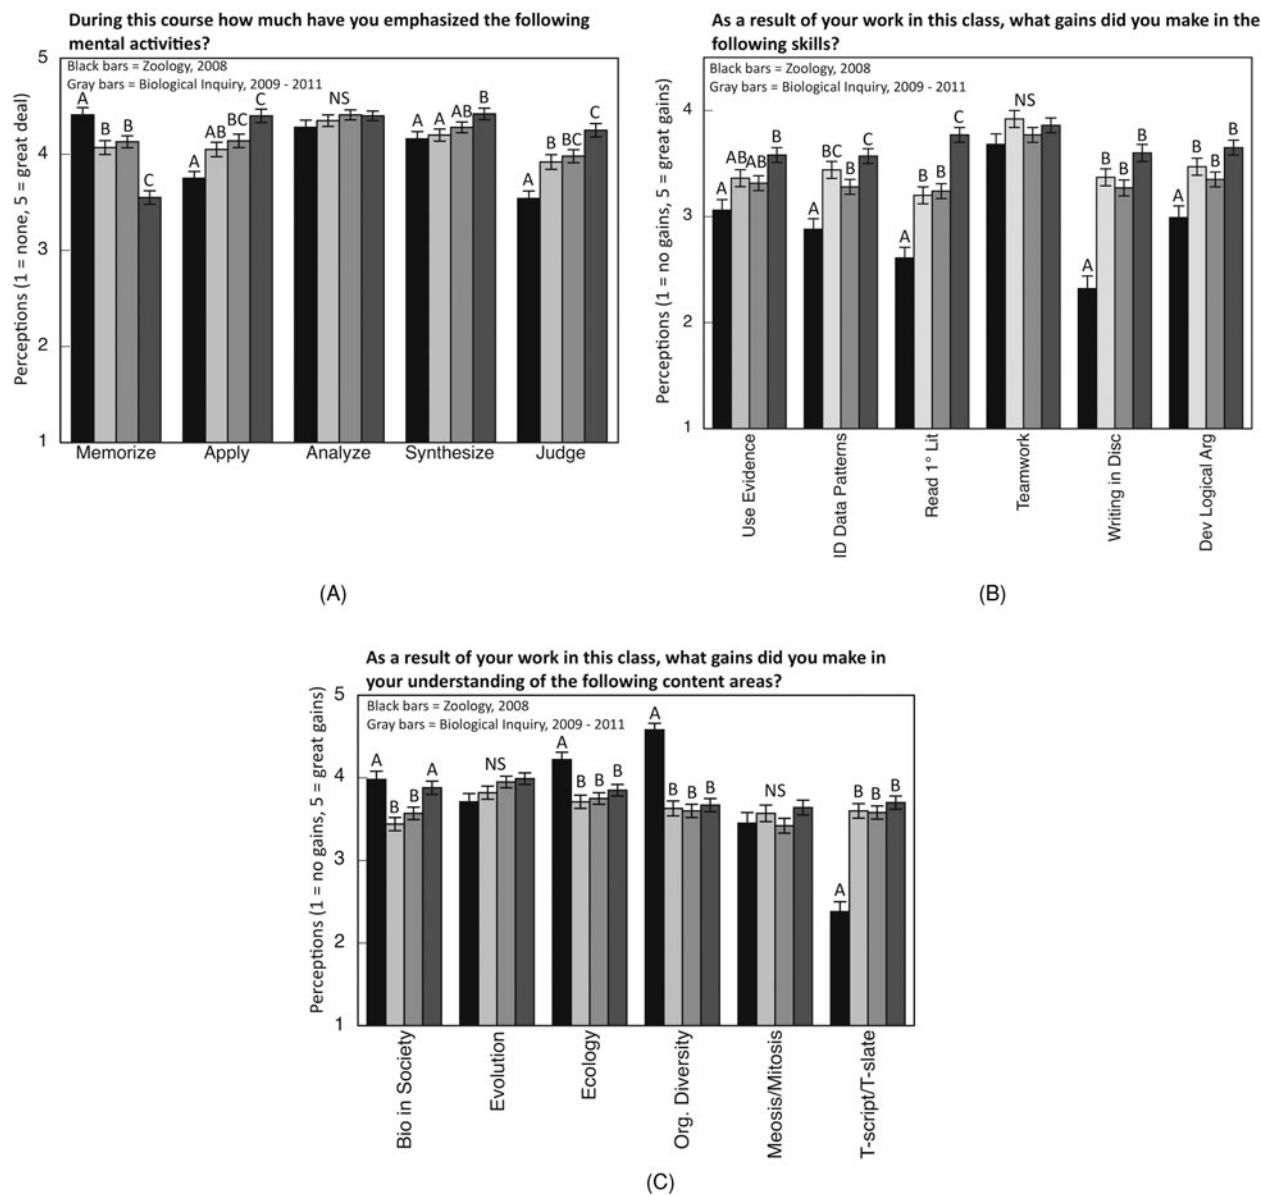 During this course how much have you emphasized the following
mental activities?
Black bars = Zoology, 2008
Gray bars = Biological Inquiry, 2009 - 2011
Perceptions (1 = none, 5 = great deal)
5
4
3
2
1
A
B
B
C
A
AB
BC
C
NS
A
A
AB
B
A
B
BC
C
Memorize
Apply
Analyze
Synthesize
Judge
(A)
As a result of your work in this class, what gains did you make in the
following skills?
Black bars = Zoology, 2008
Gray bars = Biological Inquiry, 2009 - 2011
Perceptions (1 = no gains, 5 = great gains)
4
3
2
1
A
AB
AB
B
A
BC
B
C
A
B
B
C
NS
A
B
B
B
A
B
B
B
Use Evidence
ID Data Patterns
Read 1° Lit
Teamwork
Writing in Disc
Dev Logical Arg
(B)
As a result of your work in this class, what gains did you make in
your understanding of the following content areas?
Black bars = Zoology, 2008
Gray bars = Biological Inquiry, 2009 - 2011
Perceptions (1 = no gains, 5 = great gains)
5
4
3
2
1
A
B
B
A
NS
A
B
B
B
A
B
B
B
NS
A
B
B
B
Bio in Society
Evolution
Ecology
Org. Diversity
Meosis/Mitosis
T-script/T-slate
(C)